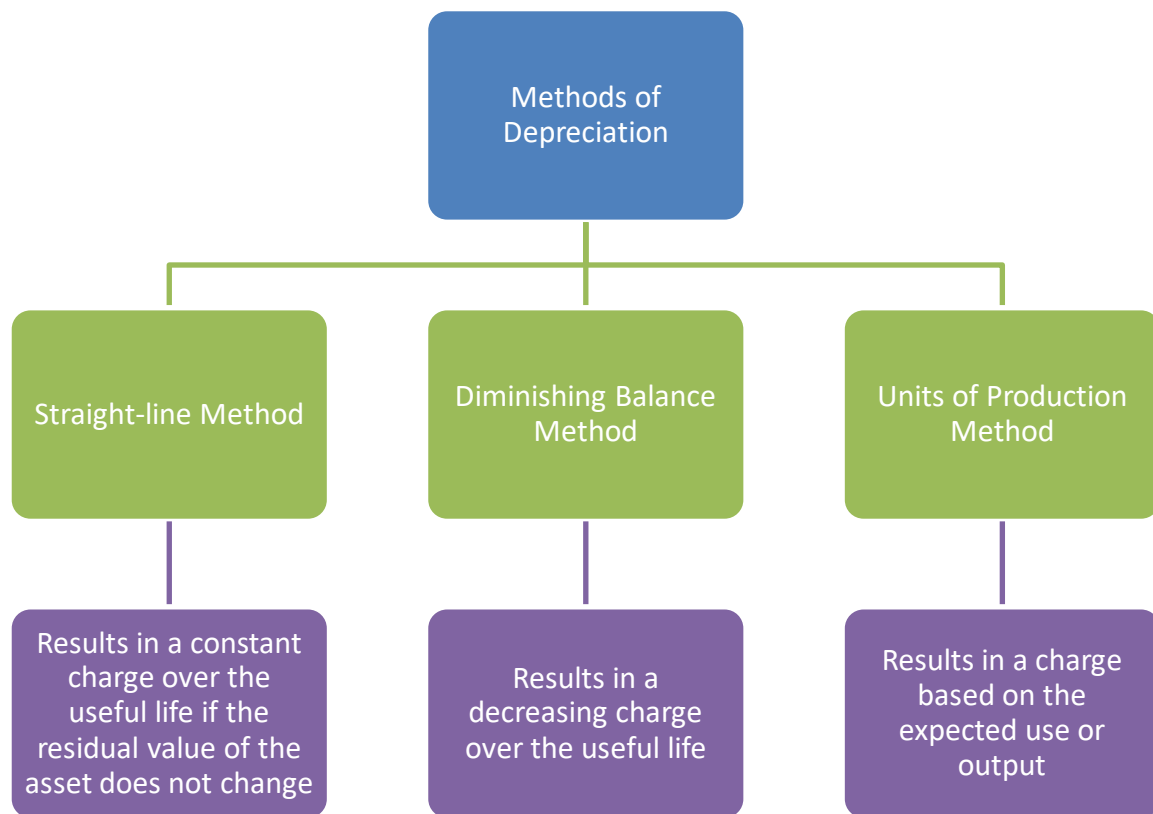 Methods of
Depreciation
Straight-line Method
Diminishing Balance
Method
Units of Production
Method
Results in a constant
charge over the
useful life if the
residual value of the
asset does not change
Results in a
decreasing charge
over the useful life
Results in a charge
based on the
expected use or
output